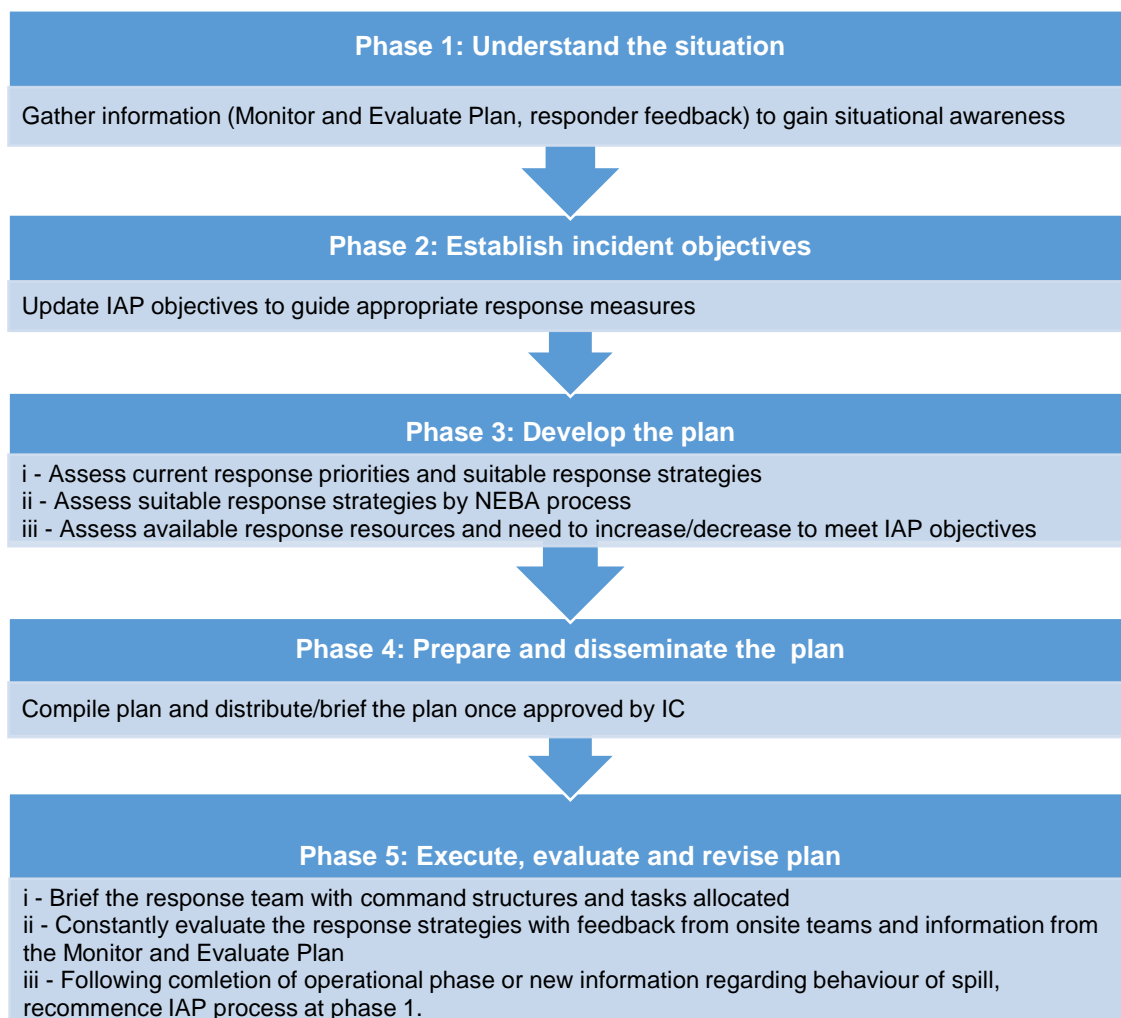 Phase 1: Understand the situation
Gather information (Monitor and Evaluate Plan, responder feedback) to gain situational awareness
Phase 2: Establish incident objectives
Update IAP objectives to guide appropriate response measures
Phase 3: Develop the plan
i - Assess current response priorities and suitable response strategies
ii - Assess suitable response strategies by NEBA process
iii - Assess available response resources and need to increase/decrease to meet IAP objectives
Phase 4: Prepare and disseminate the  plan
Compile plan and distribute/brief the plan once approved by IC
Phase 5: Execute, evaluate and revise plan
i - Brief the response team with command structures and tasks allocated
ii - Constantly evaluate the response strategies with feedback from onsite teams and information from
the Monitor and Evaluate Plan
iii - Following comletion of operational phase or new information regarding behaviour of spill,
recommence IAP process at phase 1.